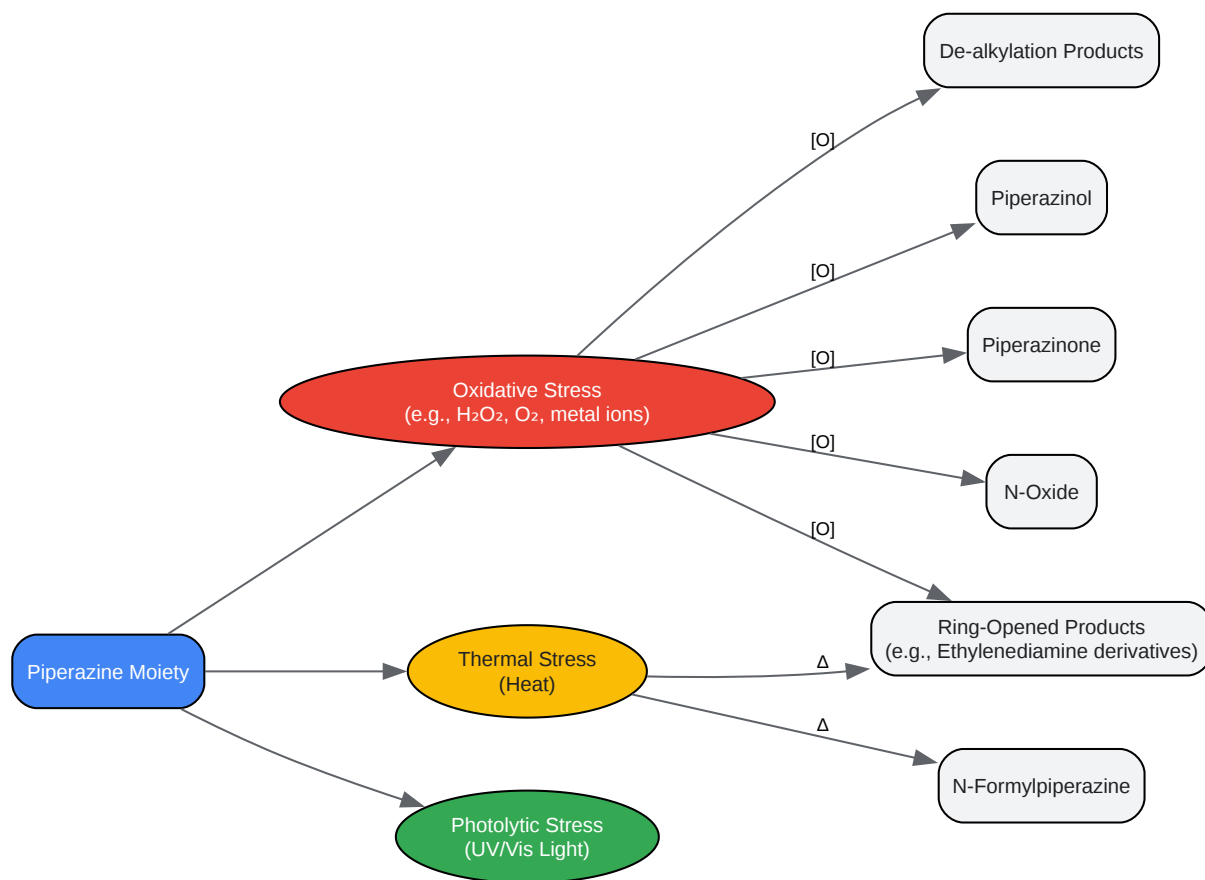 De-alkylation Products
[O]
Piperazinol
[O]
Piperazinone
[O]
Oxidative Stress
(e.g., H₂O₂, O₂, metal ions)
[O]
N-Oxide
[O]
Ring-Opened Products
(e.g., Ethylenediamine derivatives)
Piperazine Moiety
Thermal Stress
(Heat)
Δ
Δ
N-Formylpiperazine
Photolytic Stress
(UV/Vis Light)